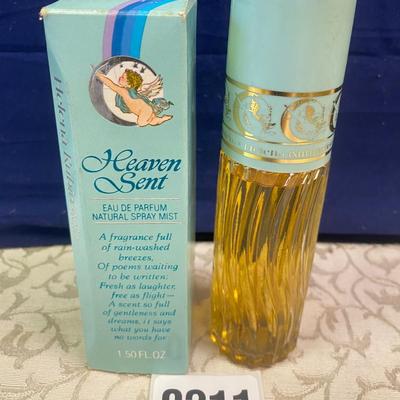 Heaven
Sent
EAU DE PARFUM
NATURAL SPRAY MIST
A fragrance full
of rain-washed
breezes,
Of poems waiting
to be written:
Fresh as laughter,
free as flight—
A scent so full
of gentleness and
dreams, it says
what you have
no words for.
1.50 FL. OZ
Helena